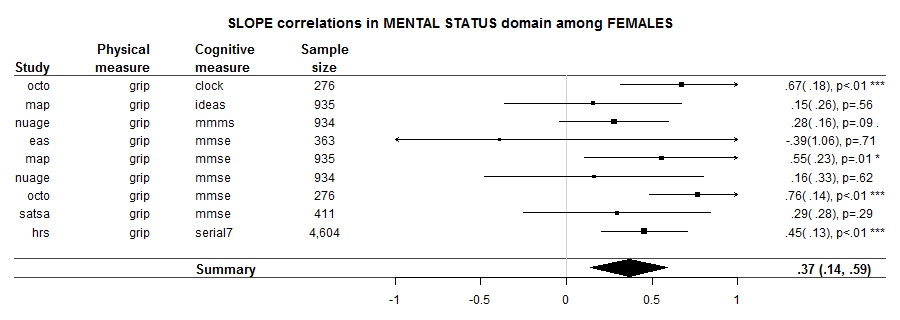 SLOPE correlations in MENTAL STATUS domain among FEMALES
Physical Cognitive Sample
Study measure measure size
octo grip clock 276 .67( .18), p<.01 ***
map grip ideas 935 .15( .26), p=.56
nuage grip mmms 934 .28( .16), p=.09 .
eas grip mmse 363 -.39(1.06), p=.71
map grip mmse 935 .55( .23), p=.01 *
nuage grip mmse 934 .16( .33), p=.62
octo grip mmse 276 .76( .14), p<.01 ***
satsa grip mmse 411 .29( .28), p=.29
hrs grip serial7 4,604 .45( .13), p<.01 ***
Summary .37 (.14, .59)
-1 -0.5 0 0.5 1